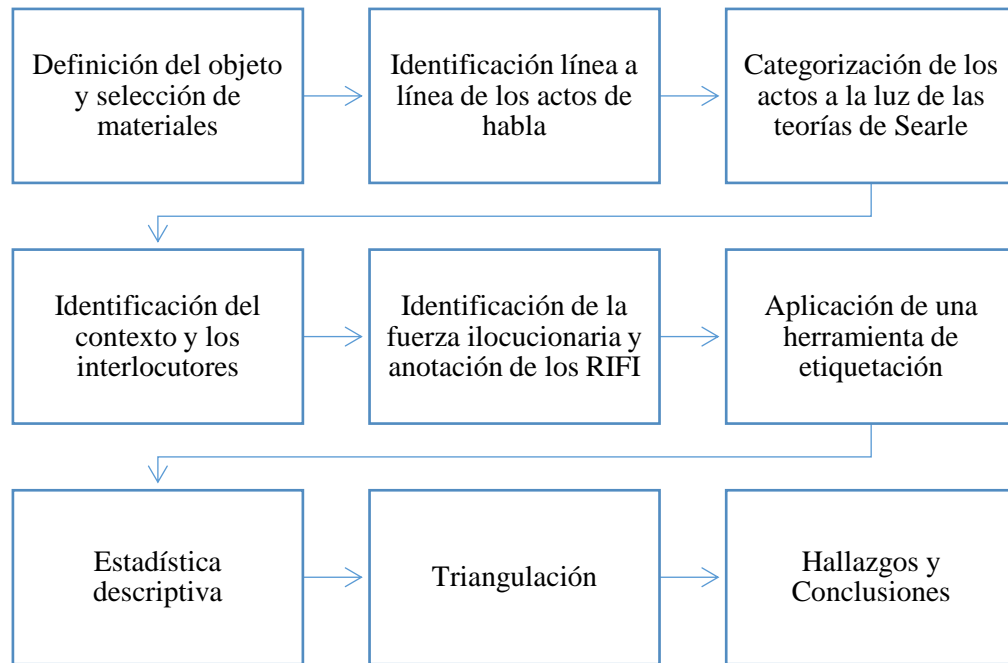 Definición del objeto
y selección de
materiales
Identificación línea a
línea de los actos de
habla
Categorización de los
actos a la luz de las
teorías de Searle
Identificación del
contexto y los
interlocutores
Identificación de la
fuerza ilocucionaria y
anotación de los RIFI
Aplicación de una
herramienta de
etiquetación
Estadística
descriptiva
Triangulación
Hallazgos y
Conclusiones